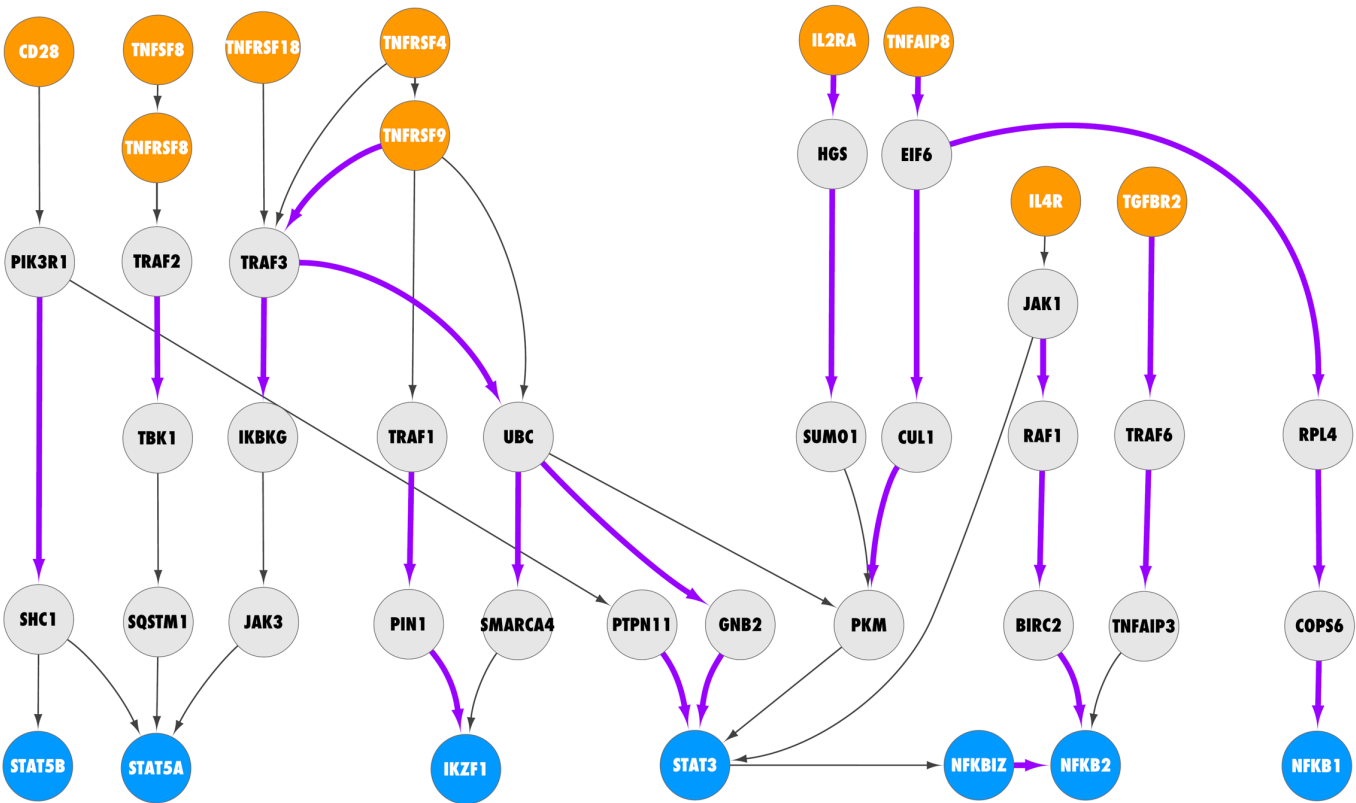 CD28
TNFSF8
TNFRSF18
TNFRSF4
IL2RA
TNFAIP8
TNFRSF8
TNFRSF9
HGS
EIF6
IL4R
TGFBR2
PIK3R1
TRAF2
TRAF3
JAK1
TBK1
IKBKG
TRAF1
UBC
SUMO1
CUL1
RAF1
TRAF6
RPL4
SHC1
SQSTM1
JAK3
PIN1
SMARCA4
PTPN11
GNB2
PKM
BIRC2
TNFAIP3
COPS6
STAT5B
STAT5A
IKZF1
STAT3
NFKBIZ
NFKB2
NFKB1